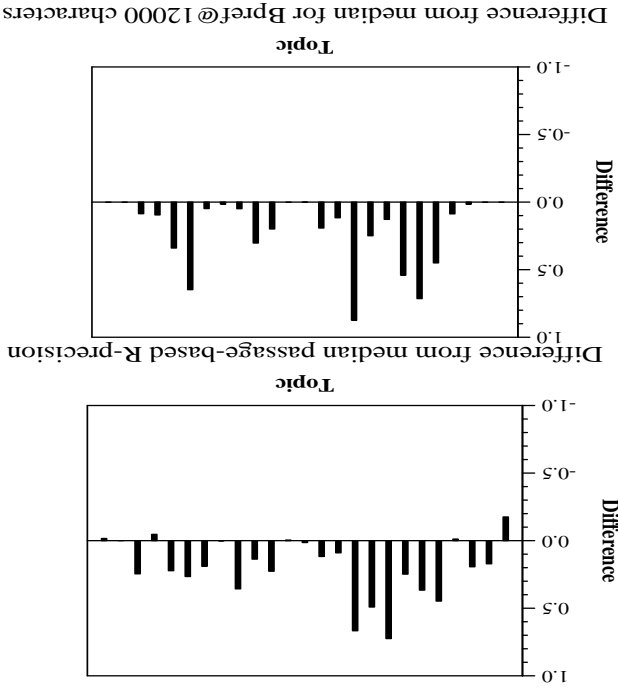 1.0
0.5
0.0
-0.5
-1.0
Difference
Topic
Difference from median passage-based R-precision
1.0
0.5
0.0
-0.5
-1.0
Difference
Topic
Difference from median for Bpref@12000 characters